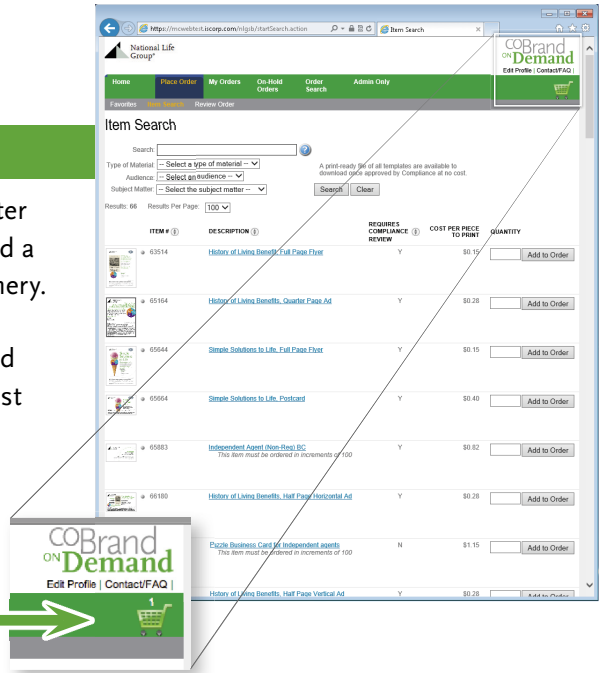 https://mcwebtest.iscorp.com/nlgsb/startSearch.action
Item Search
National Life
Group®
COBrand
ON Demand
Edit Profile | Contact/FAQ |
Home Place Order My Orders On-Hold Orders Order Search Admin Only
Favorites Item Search Review Order
Item Search
Search:
Type of Material: -- Select a type of material --
Audience: -- Select an audience --
Subject Matter: -- Select the subject matter --
A print-ready file of all templates are available to
download once approved by Compliance at no cost.
Search Clear
Results: 66 Results Per Page: 100
ITEM # DESCRIPTION REQUIRES COMPLIANCE REVIEW COST PER PIECE TO PRINT QUANTITY
63514 History of Living Benefit, Full Page Flyer Y $0.15 Add to Order
65164 History of Living Benefits, Quarter Page Ad Y $0.28 Add to Order
65644 Simple Solutions to Life, Full Page Flyer Y $0.15 Add to Order
65664 Simple Solutions to Life, Postcard Y $0.40 Add to Order
65883 Independent Agent (Non-Reg) BC Y $0.82 Add to Order
This item must be ordered in increments of 100
66180 History of Living Benefits, Half Page Horizontal Ad Y $0.28 Add to Order
Pizzle Business Card for Independent agents N $1.15 Add to Order
This item must be ordered in increments of 100
History of Living Benefits, Half Page Vertical Ad Y $0.28 Add to Order
ter
d a
nery.
d
st
COBrand
ON Demand
Edit Profile | Contact/FAQ |
1